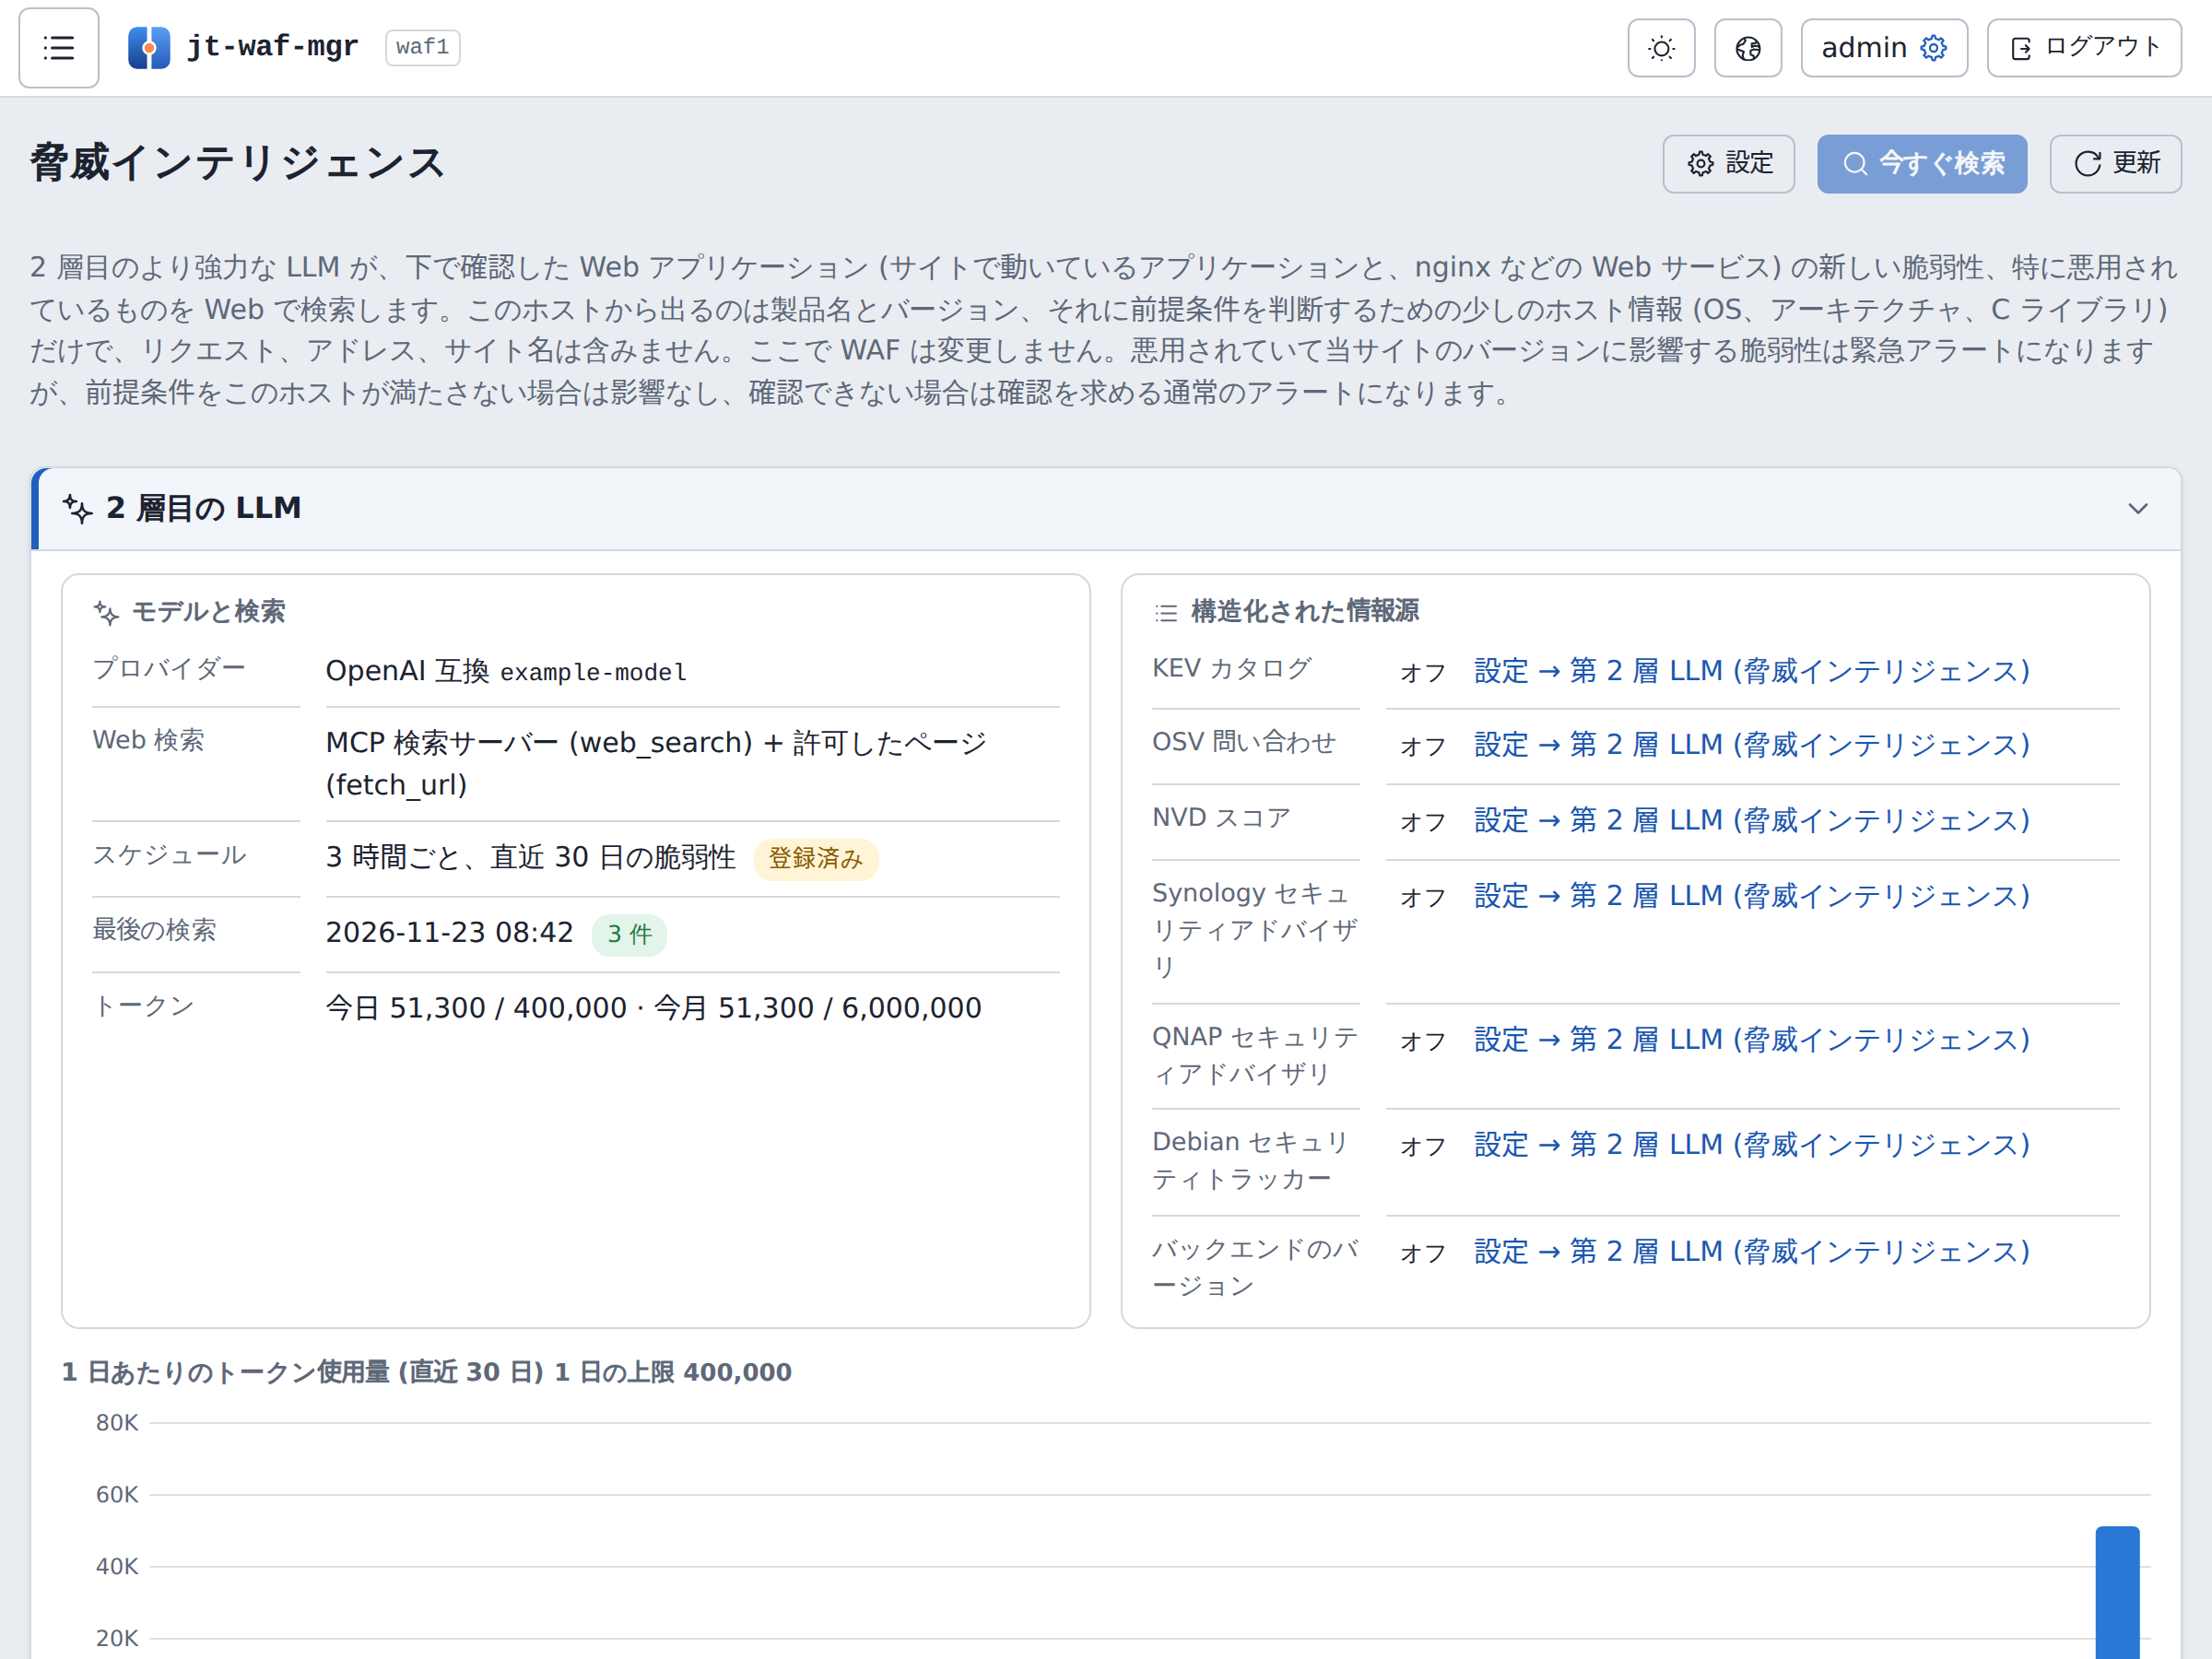 jt-waf-mgr waf1 admin ログアウト
脅威インテリジェンス 設定 今すぐ検索 更新
2 層目のより強力な LLM が、下で確認した Web アプリケーション (サイトで動いているアプリケーションと、nginx などの Web サービス) の新しい脆弱性、特に悪用され
ているものを Web で検索します。このホストから出るのは製品名とバージョン、それに前提条件を判断するための少しのホスト情報 (OS、アーキテクチャ、C ライブラリ)
だけで、リクエスト、アドレス、サイト名は含みません。ここで WAF は変更しません。悪用されていて当サイトのバージョンに影響する脆弱性は緊急アラートになります
が、前提条件をこのホストが満たさない場合は影響なし、確認できない場合は確認を求める通常のアラートになります。
2 層目の LLM
モデルと検索
プロバイダー OpenAI 互換 example-model
Web 検索 MCP 検索サーバー (web_search) + 許可したページ
(fetch_url)
スケジュール 3 時間ごと、直近 30 日の脆弱性 登録済み
最後の検索 2026-11-23 08:42 3 件
トークン 今日 51,300 / 400,000 · 今月 51,300 / 6,000,000
構造化された情報源
KEV カタログ オフ 設定 → 第 2 層 LLM (脅威インテリジェンス)
OSV 問い合わせ オフ 設定 → 第 2 層 LLM (脅威インテリジェンス)
NVD スコア オフ 設定 → 第 2 層 LLM (脅威インテリジェンス)
Synology セキュ オフ 設定 → 第 2 層 LLM (脅威インテリジェンス)
リティアドバイザ
リ
QNAP セキュリテ オフ 設定 → 第 2 層 LLM (脅威インテリジェンス)
ィアドバイザリ
Debian セキュリ オフ 設定 → 第 2 層 LLM (脅威インテリジェンス)
ティトラッカー
バックエンドのバ オフ 設定 → 第 2 層 LLM (脅威インテリジェンス)
ージョン
1 日あたりのトークン使用量 (直近 30 日) 1 日の上限 400,000
80K
60K
40K
20K